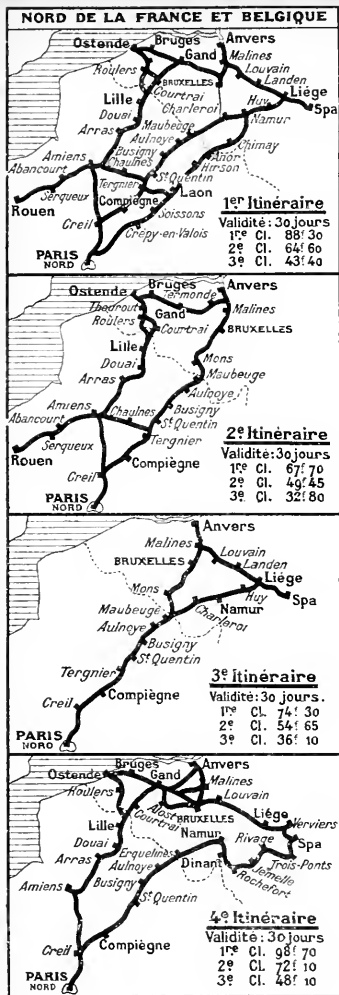 NORD DE LA FRANCE ET BELGIQUE
Ostende
Bruges
Anvers
Gand
Malines
Roulers
Louvain
BRUXELLES
Landen
Courtrai
Liége
Lille
Charleroi
Huy
Spa
Douai
Namur
Maubeuge
Arras
Aulnoye
Chimay
Busigny
Anor
Amiens
Chaulnes
Hirson
Abancourt
St Quentin
Tergnier
Laon
Serqueux
Compiègne
Rouen
Soissons
Creil
Crépy-en-Valois
PARIS
NORD
1er Itinéraire
Validité: 30 jours
1re Cl. 88f 30
2e Cl. 64f 60
3e Cl. 43f 40
Ostende
Bruges
Anvers
Termonde
Thourout
Malines
Gand
Roulers
Courtrai
BRUXELLES
Lille
Douai
Mons
Arras
Maubeuge
Aulnoye
Amiens
Busigny
Abancourt
Chaulnes
St Quentin
Serqueux
Tergnier
Rouen
Compiègne
Creil
PARIS
NORD
2e Itinéraire
Validité: 30 jours
1re Cl. 67f 70
2e Cl. 49f 45
3e Cl. 32f 80
Anvers
Malines
Louvain
BRUXELLES
Landen
Liége
Mons
Huy
Spa
Namur
Maubeuge
Charleroi
Aulnoye
Busigny
St Quentin
Tergnier
Compiègne
Creil
PARIS
NORD
3e Itinéraire
Validité: 30 jours.
1re CL. 74f 30
2e Cl. 54f 65
3e Cl. 36f 10
Bruges
Anvers
Ostende
Gand
Malines
Roulers
Louvain
Alost
BRUXELLES
Courtrai
Liége
Verviers
Lille
Namur
Rivage
Spa
Douai
Erquelines
Dinant
Trois-Ponts
Arras
Aulnoye
Jemelle
Busigny
Rochefort
Amiens
St Quentin
Compiègne
Creil
PARIS
NORD
4e Itinéraire
Validité: 30 jours
1re Cl. 98f 70
2e CL 72f 10
3e Cl. 48f 10